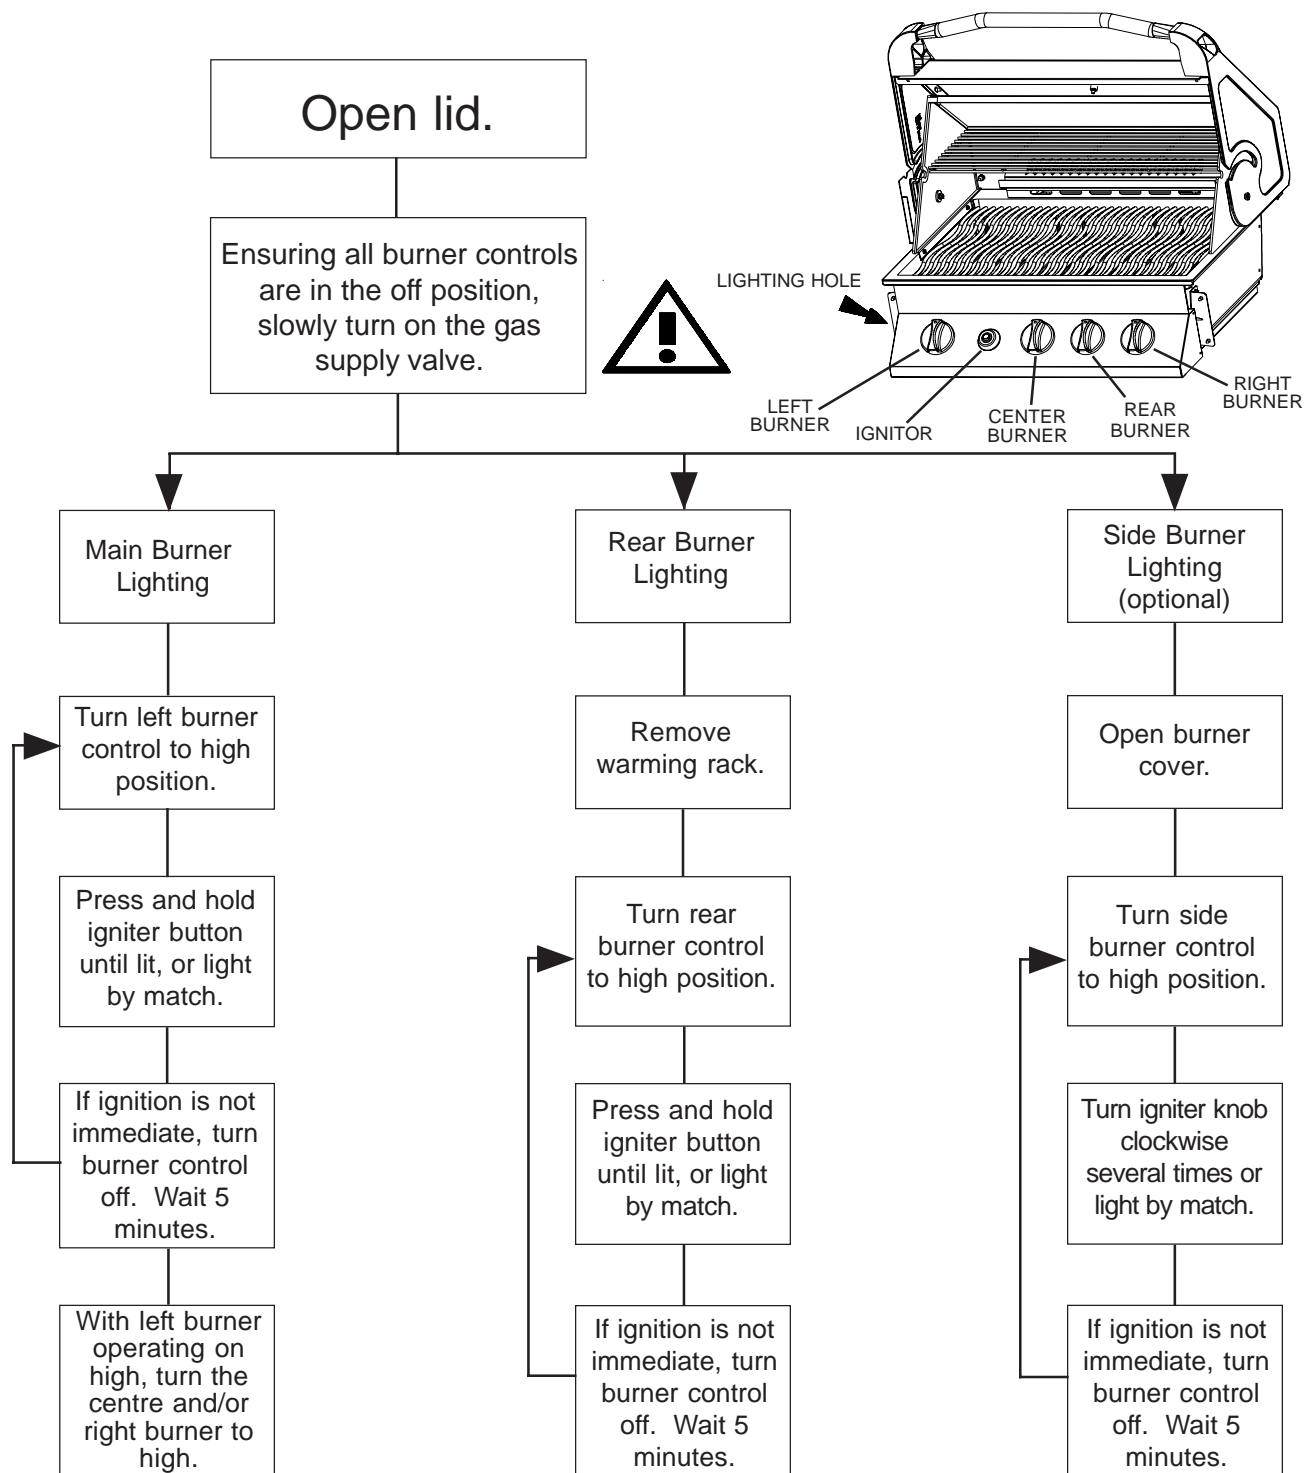 Open lid.
Ensuring all burner controls
are in the off position,
slowly turn on the gas
supply valve.
!
LIGHTING HOLE
LEFT
BURNER
IGNITOR
CENTER
BURNER
REAR
BURNER
RIGHT
BURNER
Main Burner
Lighting
Turn left burner
control to high
position.
Press and hold
igniter button
until lit, or light
by match.
If ignition is not
immediate, turn
burner control
off. Wait 5
minutes.
With left burner
operating on
high, turn the
centre and/or
right burner to
high.
Rear Burner
Lighting
Remove
warming rack.
Turn rear
burner control
to high position.
Press and hold
igniter button
until lit, or light
by match.
If ignition is not
immediate, turn
burner control
off. Wait 5
minutes.
Side Burner
Lighting
(optional)
Open burner
cover.
Turn side
burner control
to high position.
Turn igniter knob
clockwise
several times or
light by match.
If ignition is not
immediate, turn
burner control
off. Wait 5
minutes.